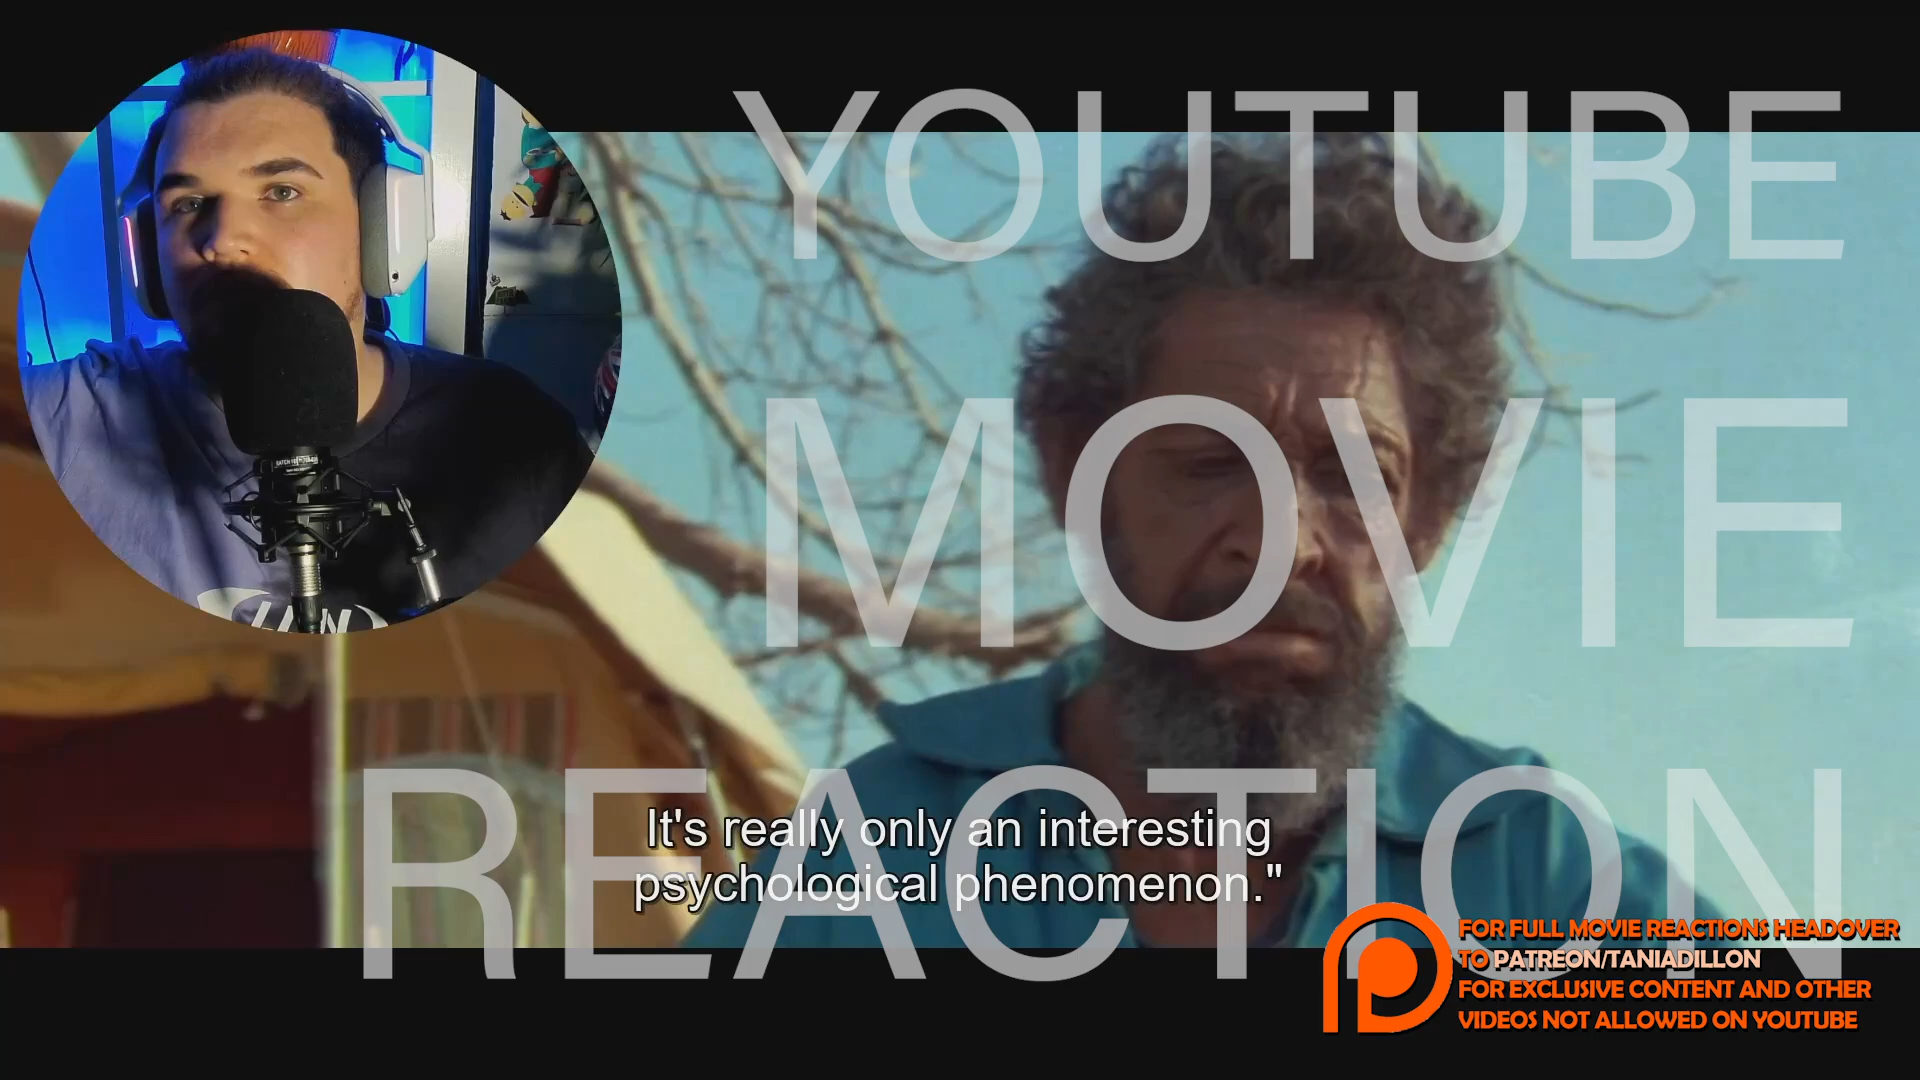 YOUTUBE
MOVIE
REACTION
It's really only an interesting
psychological phenomenon."
FOR FULL MOVIE REACTIONS HEADOVER
TO PATREON/TANIADILLON
FOR EXCLUSIVE CONTENT AND OTHER
VIDEOS NOT ALLOWED ON YOUTUBE